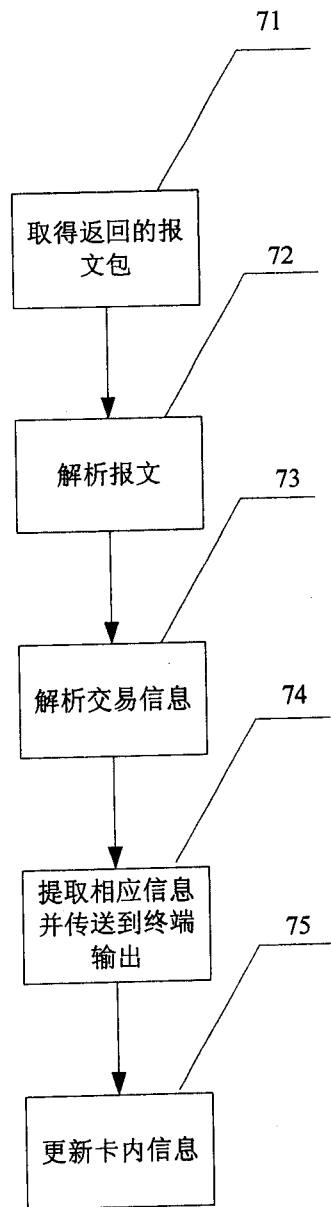 71
取得返回的报
文包
72
解析报文
73
解析交易信息
74
提取相应信息
并传送到终端
输出
75
更新卡内信息